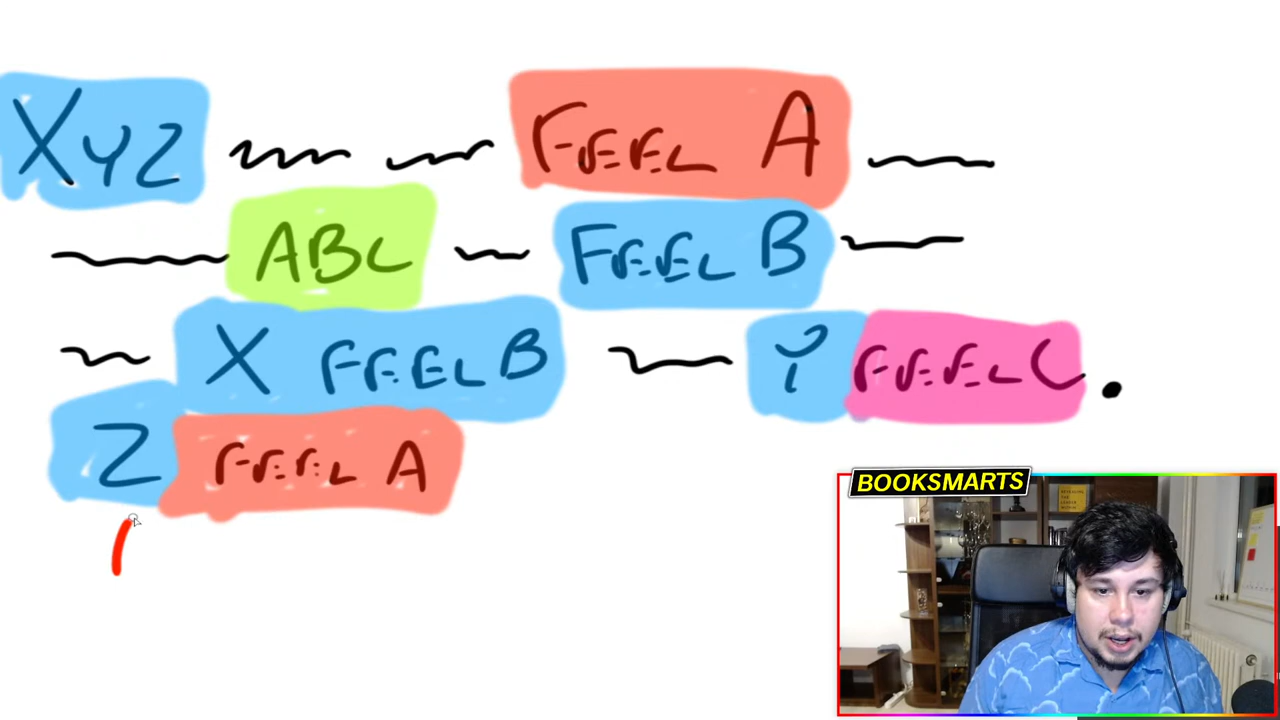 XYZ FEEL A
ABC FEEL B
X FEEL B Y FEEL C.
Z FEEL A
BOOKSMARTS